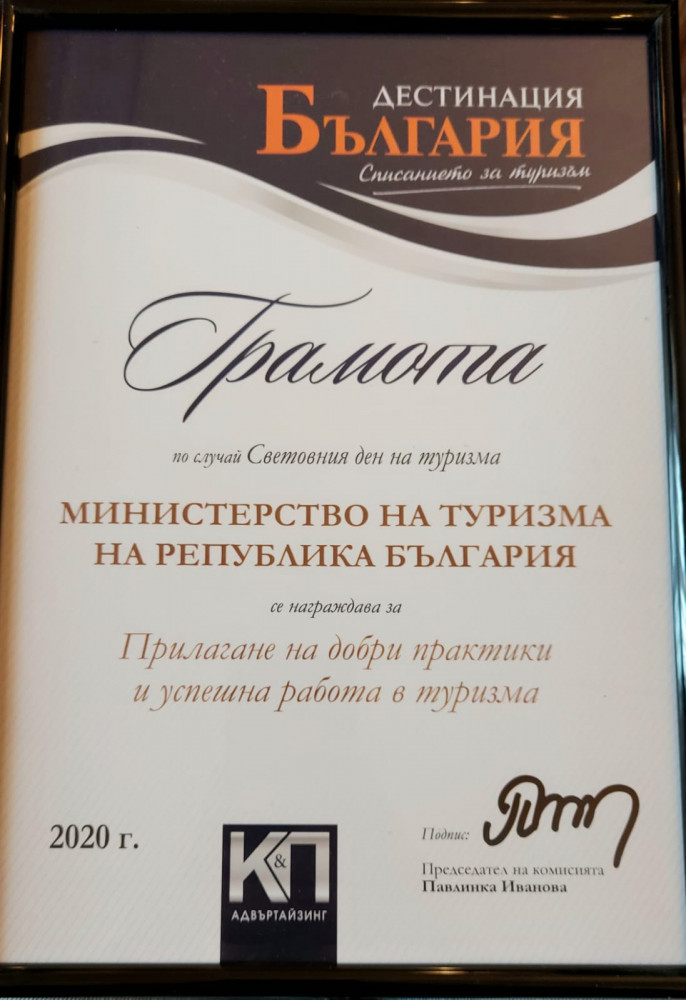 ДЕСТИНАЦИЯ
БЪЛГАРИЯ
Списанието за туризъм
Грамота
по случай Световния ден на туризма
МИНИСТЕРСТВО НА ТУРИЗМА
НА РЕПУБЛИКА БЪЛГАРИЯ
се награждава за
Прилагане на добри практики
и успешна работа в туризма
2020 г.
К&П
АДВЪРТАЙЗИНГ
Подпис:
Председател на комисията
Павлинка Иванова